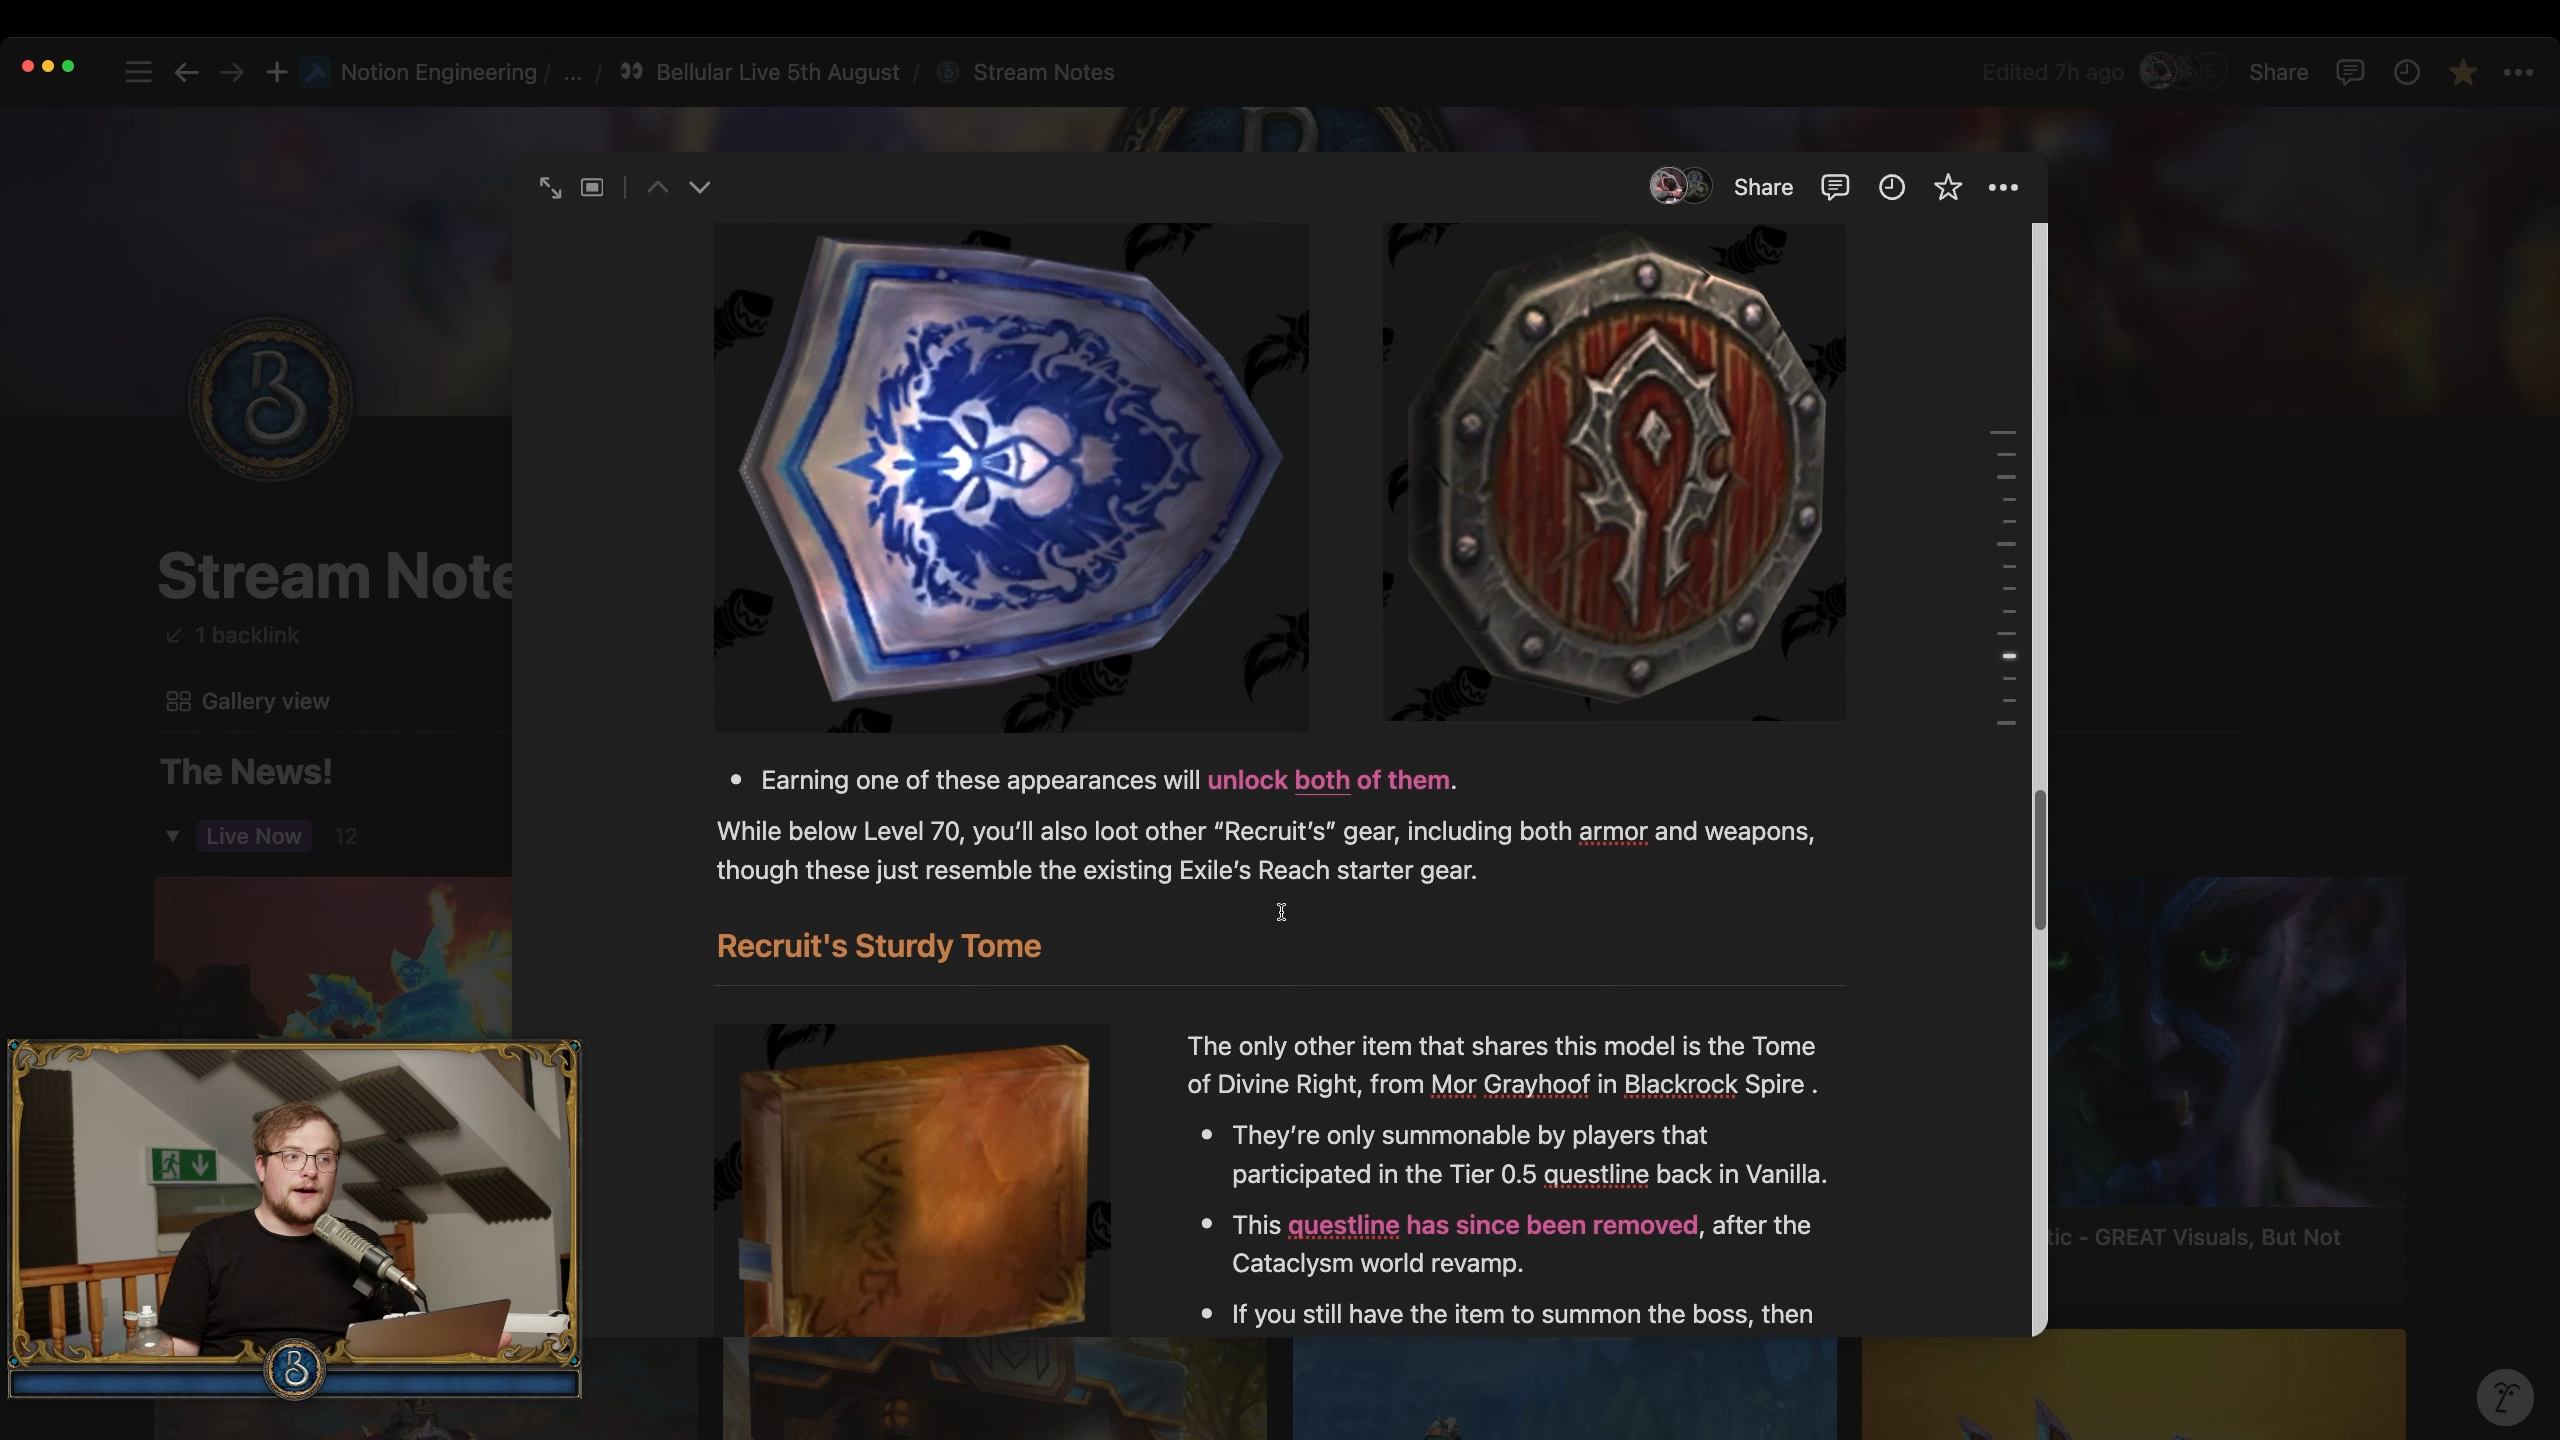 Notion Engineering / ... / Bellular Live 5th August / Stream Notes
Edited 7h ago Share
Share
Stream Note
1 backlink
Gallery view
The News!
Live Now 12
Earning one of these appearances will unlock both of them.
While below Level 70, you’ll also loot other “Recruit’s” gear, including both armor and weapons,
though these just resemble the existing Exile’s Reach starter gear.
Recruit's Sturdy Tome
The only other item that shares this model is the Tome
of Divine Right, from Mor Grayhoof in Blackrock Spire .
They’re only summonable by players that
participated in the Tier 0.5 questline back in Vanilla.
This questline has since been removed, after the
Cataclysm world revamp.
If you still have the item to summon the boss, then
tic - GREAT Visuals, But Not